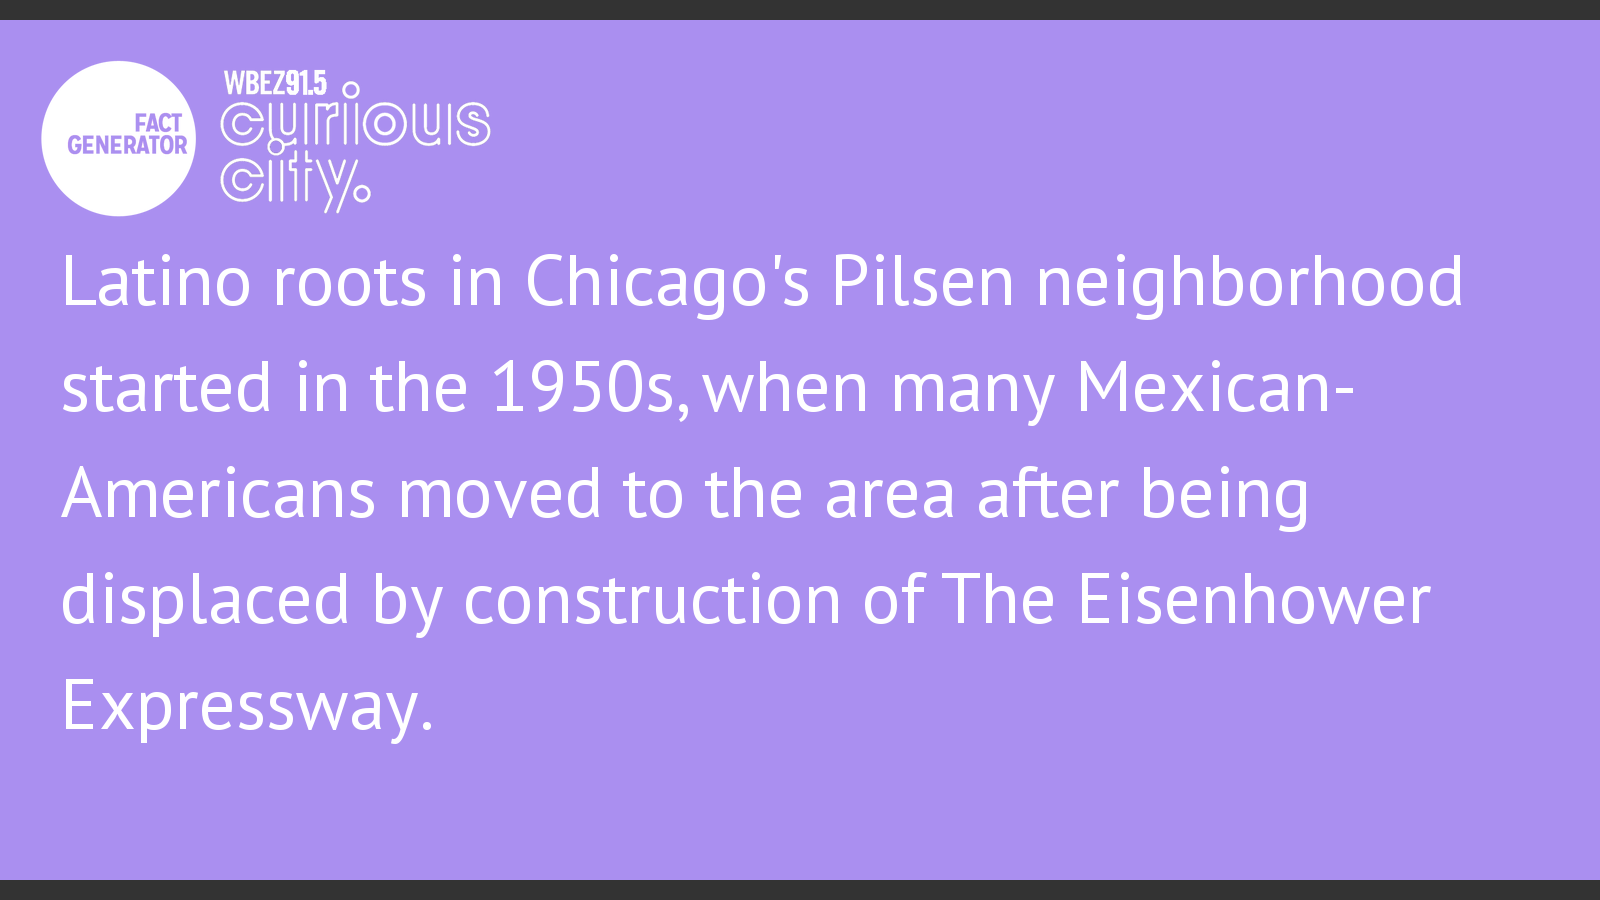 FACT
GENERATOR
WBEZ91.5
curious
city.
Latino roots in Chicago's Pilsen neighborhood
started in the 1950s, when many Mexican-
Americans moved to the area after being
displaced by construction of The Eisenhower
Expressway.